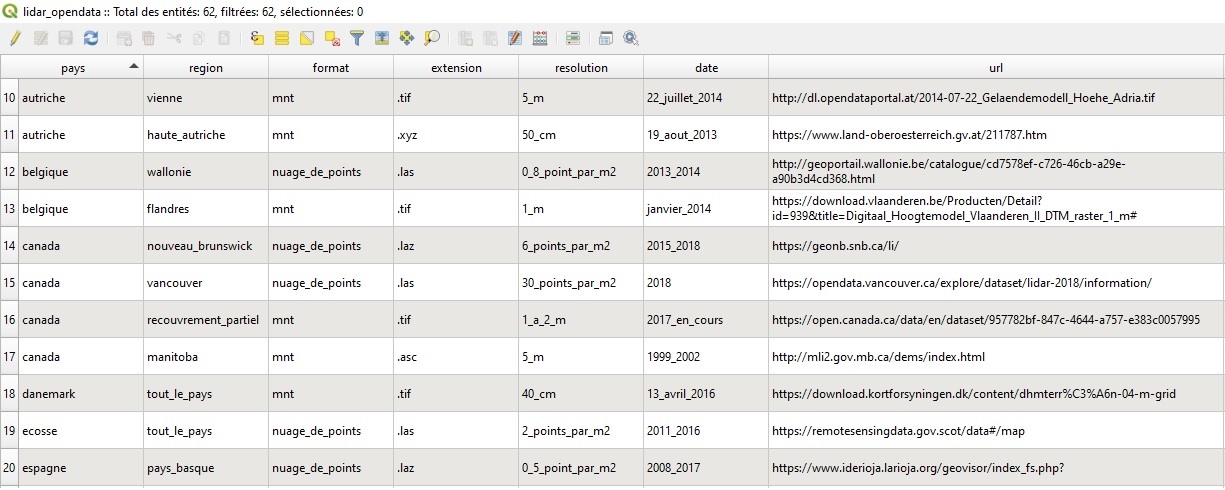 lidar_opendata :: Total des entités: 62, filtrées: 62, sélectionnées: 0
pays region format extension resolution date url
10 autriche vienne mnt .tif 5_m 22_juillet_2014 http://dl.opendataportal.at/2014-07-22_Gelaendemodell_Hoehe_Adria.tif
11 autriche haute_autriche mnt .xyz 50_cm 19_aout_2013 https://www.land-oberoesterreich.gv.at/211787.htm
12 belgique wallonie nuage_de_points .las 0_8_point_par_m2 2013_2014 http://geoportail.wallonie.be/catalogue/cd7578ef-c726-46cb-a29e-
a90b3d4cd368.html
13 belgique flandres mnt .tif 1_m janvier_2014 https://download.vlaanderen.be/Producten/Detail?
id=939&title=Digitaal_Hoogtemodel_Vlaanderen_II_DTM_raster_1_m#
14 canada nouveau_brunswick nuage_de_points .laz 6_points_par_m2 2015_2018 https://geonb.snb.ca/li/
15 canada vancouver nuage_de_points .las 30_points_par_m2 2018 https://opendata.vancouver.ca/explore/dataset/lidar-2018/information/
16 canada recouvrement_partiel mnt .tif 1_a_2_m 2017_en_cours https://open.canada.ca/data/en/dataset/957782bf-847c-4644-a757-e383c0057995
17 canada manitoba mnt .asc 5_m 1999_2002 http://mli2.gov.mb.ca/dems/index.html
18 danemark tout_le_pays mnt .tif 40_cm 13_avril_2016 https://download.kortforsyningen.dk/content/dhmterr%C3%A6n-04-m-grid
19 ecosse tout_le_pays nuage_de_points .las 2_points_par_m2 2011_2016 https://remotesensingdata.gov.scot/data#/map
20 espagne pays_basque nuage_de_points .laz 0_5_point_par_m2 2008_2017 https://www.iderioja.larioja.org/geovisor/index_fs.php?